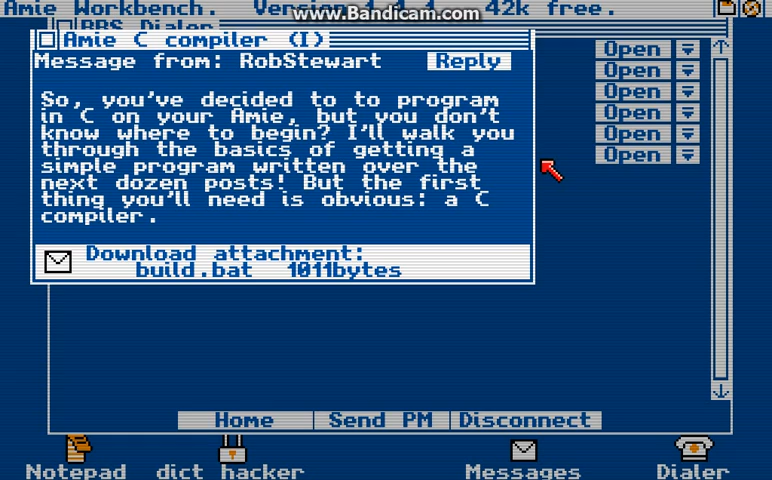 www.Bandicam.com
Amie Workbench. Version 1.1.1 42k free.
BBS Dialer
Amie C compiler (I)
Message from: RobStewart Reply
So, you've decided to to program
in C on your Amie, but you don't
know where to begin? I'll walk you
through the basics of getting a
simple program written over the
next dozen posts! But the first
thing you'll need is obvious: a C
compiler.
Download attachment:
build.bat 1011bytes
Open
Open
Open
Open
Open
Open
Home Send PM Disconnect
Notepad dict hacker Messages Dialer